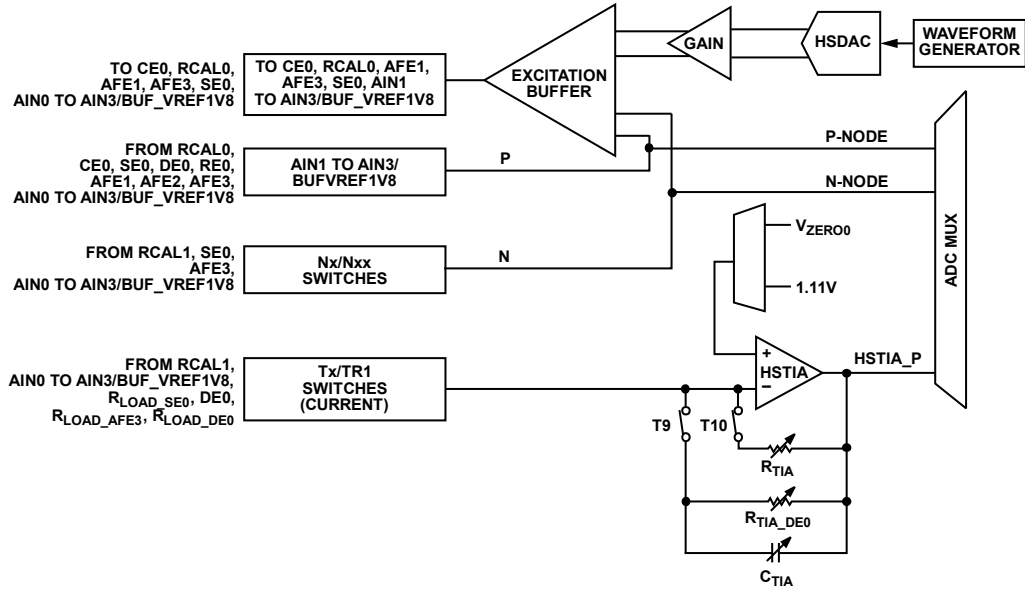 TO CE0, RCAL0,
AFE1, AFE3, SE0,
AIN0 TO AIN3/BUF_VREF1V8
TO CE0, RCAL0, AFE1,
AFE3, SE0, AIN1
TO AIN3/BUF_VREF1V8
EXCITATION
BUFFER
GAIN
HSDAC
WAVEFORM
GENERATOR
FROM RCAL0,
CE0, SE0, DE0, RE0,
AFE1, AFE2, AFE3,
AIN0 TO AIN3/BUF_VREF1V8
AIN1 TO AIN3/
BUFVREF1V8
P
P-NODE
N-NODE
ADC MUX
FROM RCAL1, SE0,
AFE3,
AIN0 TO AIN3/BUF_VREF1V8
Nx/Nxx
SWITCHES
N
VZERO0
1.11V
FROM RCAL1,
AIN0 TO AIN3/BUF_VREF1V8,
RLOAD_SE0, DE0,
RLOAD_AFE3, RLOAD_DE0
Tx/TR1
SWITCHES
(CURRENT)
+
HSTIA
–
HSTIA_P
T9
T10
RTIA
RTIA_DE0
CTIA